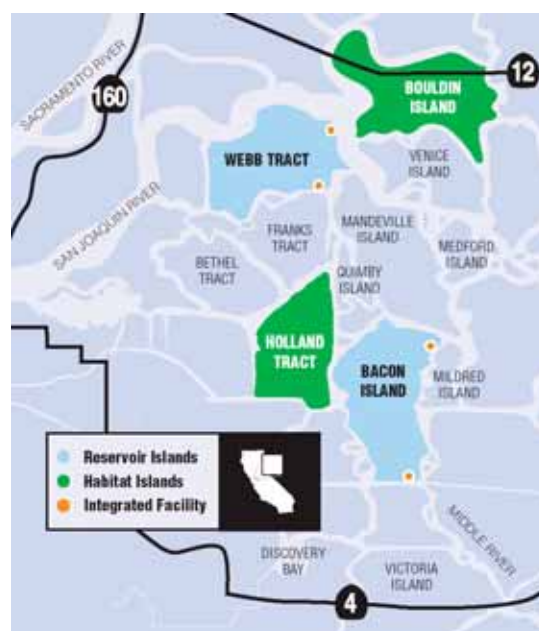 SACRAMENTO RIVER
160
12
BOULDIN
ISLAND
WEBB TRACT
VENICE
ISLAND
SAN JOAQUIN RIVER
FRANKS
TRACT
MANDEVILLE
ISLAND
MEDFORD
ISLAND
BETHEL
TRACT
QUIMBY
ISLAND
HOLLAND
TRACT
BACON
ISLAND
MILDRED
ISLAND
Reservoir Islands
Habitat Islands
Integrated Facility
MIDDLE RIVER
DISCOVERY
BAY
VICTORIA
ISLAND
4